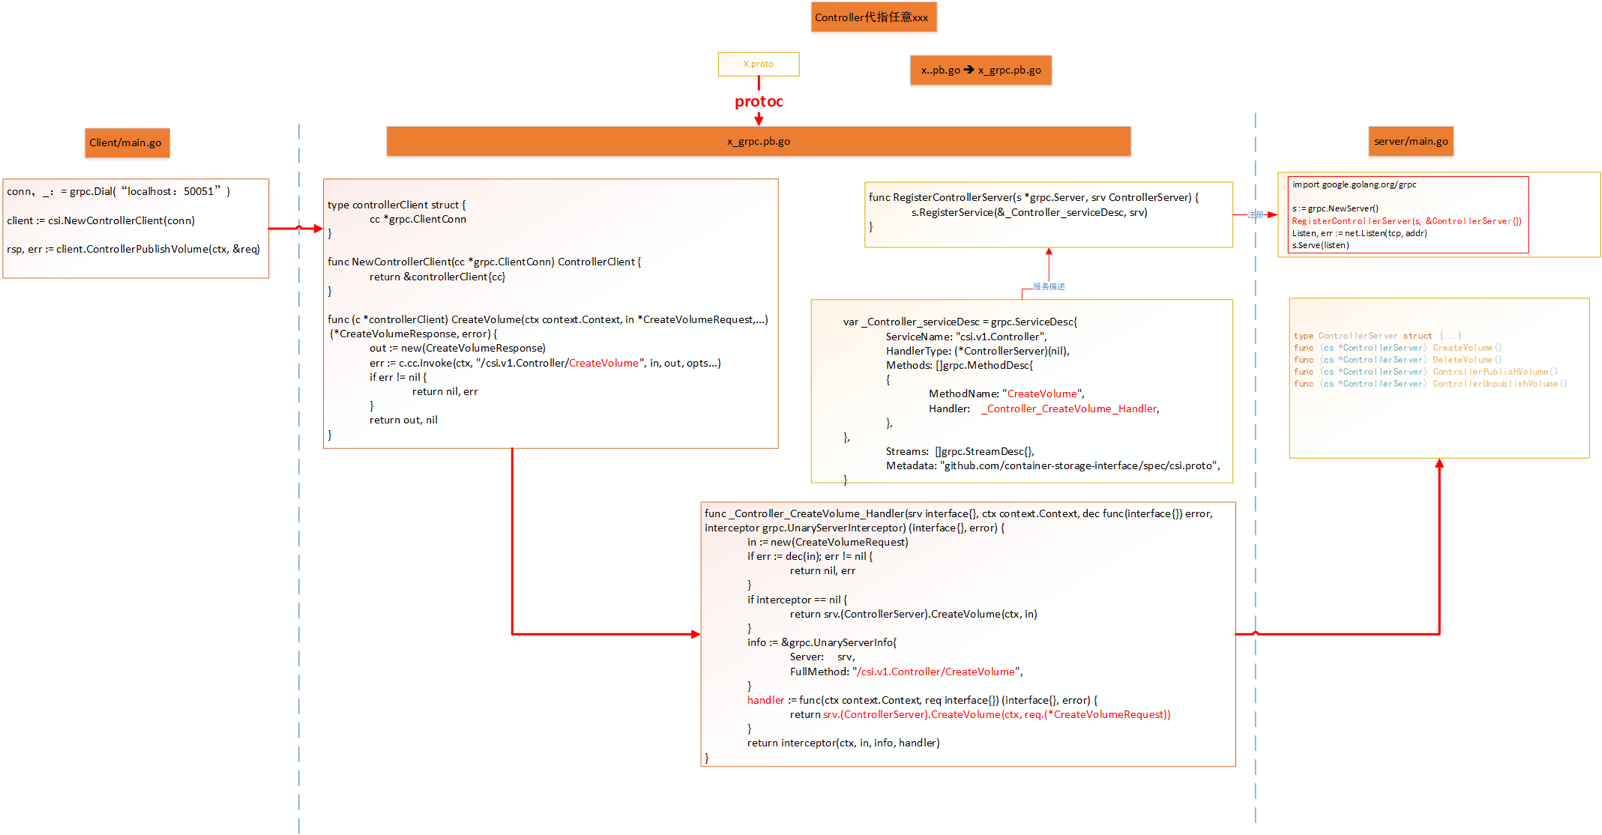 Controller代指任意xxx
X.proto
x..pb.go ➔ x_grpc.pb.go
protoc
Client/main.go
x_grpc.pb.go
server/main.go
conn, _: = grpc.Dial(“localhost：50051”)
client := csi.NewControllerClient(conn)
rsp, err := client.ControllerPublishVolume(ctx, &req)
type controllerClient struct {
cc *grpc.ClientConn
}
func NewControllerClient(cc *grpc.ClientConn) ControllerClient {
return &controllerClient{cc}
}
func (c *controllerClient) CreateVolume(ctx context.Context, in *CreateVolumeRequest,...)
(*CreateVolumeResponse, error) {
out := new(CreateVolumeResponse)
err := c.cc.Invoke(ctx, "/csi.v1.Controller/CreateVolume", in, out, opts...)
if err != nil {
return nil, err
}
return out, nil
}
func RegisterControllerServer(s *grpc.Server, srv ControllerServer) {
s.RegisterService(&_Controller_serviceDesc, srv)
}
注册
服务描述
var _Controller_serviceDesc = grpc.ServiceDesc{
ServiceName: "csi.v1.Controller",
HandlerType: (*ControllerServer)(nil),
Methods: []grpc.MethodDesc{
{
MethodName: "CreateVolume",
Handler: _Controller_CreateVolume_Handler,
},
},
Streams: []grpc.StreamDesc{},
Metadata: "github.com/container-storage-interface/spec/csi.proto",
}
func _Controller_CreateVolume_Handler(srv interface{}, ctx context.Context, dec func(interface{}) error,
interceptor grpc.UnaryServerInterceptor) (interface{}, error) {
in := new(CreateVolumeRequest)
if err := dec(in); err != nil {
return nil, err
}
if interceptor == nil {
return srv.(ControllerServer).CreateVolume(ctx, in)
}
info := &grpc.UnaryServerInfo{
Server: srv,
FullMethod: "/csi.v1.Controller/CreateVolume",
}
handler := func(ctx context.Context, req interface{}) (interface{}, error) {
return srv.(ControllerServer).CreateVolume(ctx, req.(*CreateVolumeRequest))
}
return interceptor(ctx, in, info, handler)
}
import google.golang.org/grpc
s := grpc.NewServer()
RegisterControllerServer(s, &ControllerServer{})
Listen, err := net.Listen(tcp, addr)
s.Serve(listen)
type ControllerServer struct {...}
func (cs *ControllerServer) CreateVolume()
func (cs *ControllerServer) DeleteVolume()
func (cs *ControllerServer) ControllerPublishVolume()
func (cs *ControllerServer) ControllerUnpublishVolume()